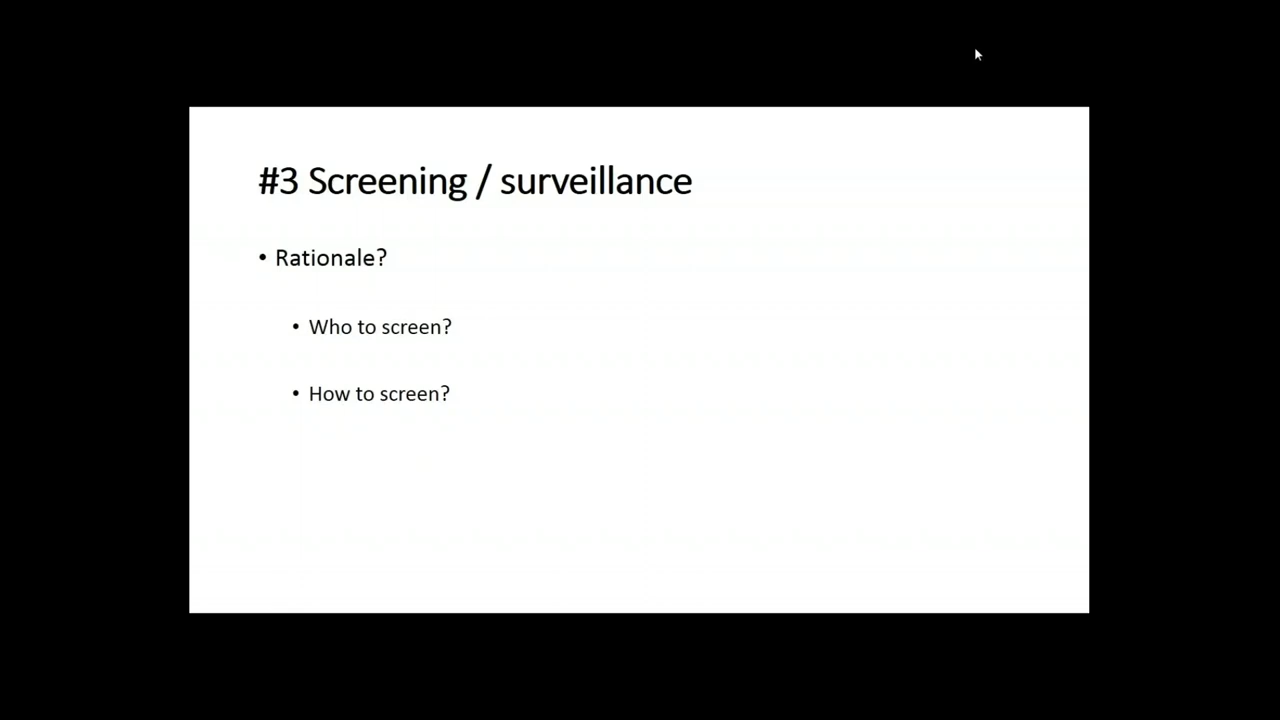 #3 Screening / surveillance
• Rationale?
• Who to screen?
• How to screen?